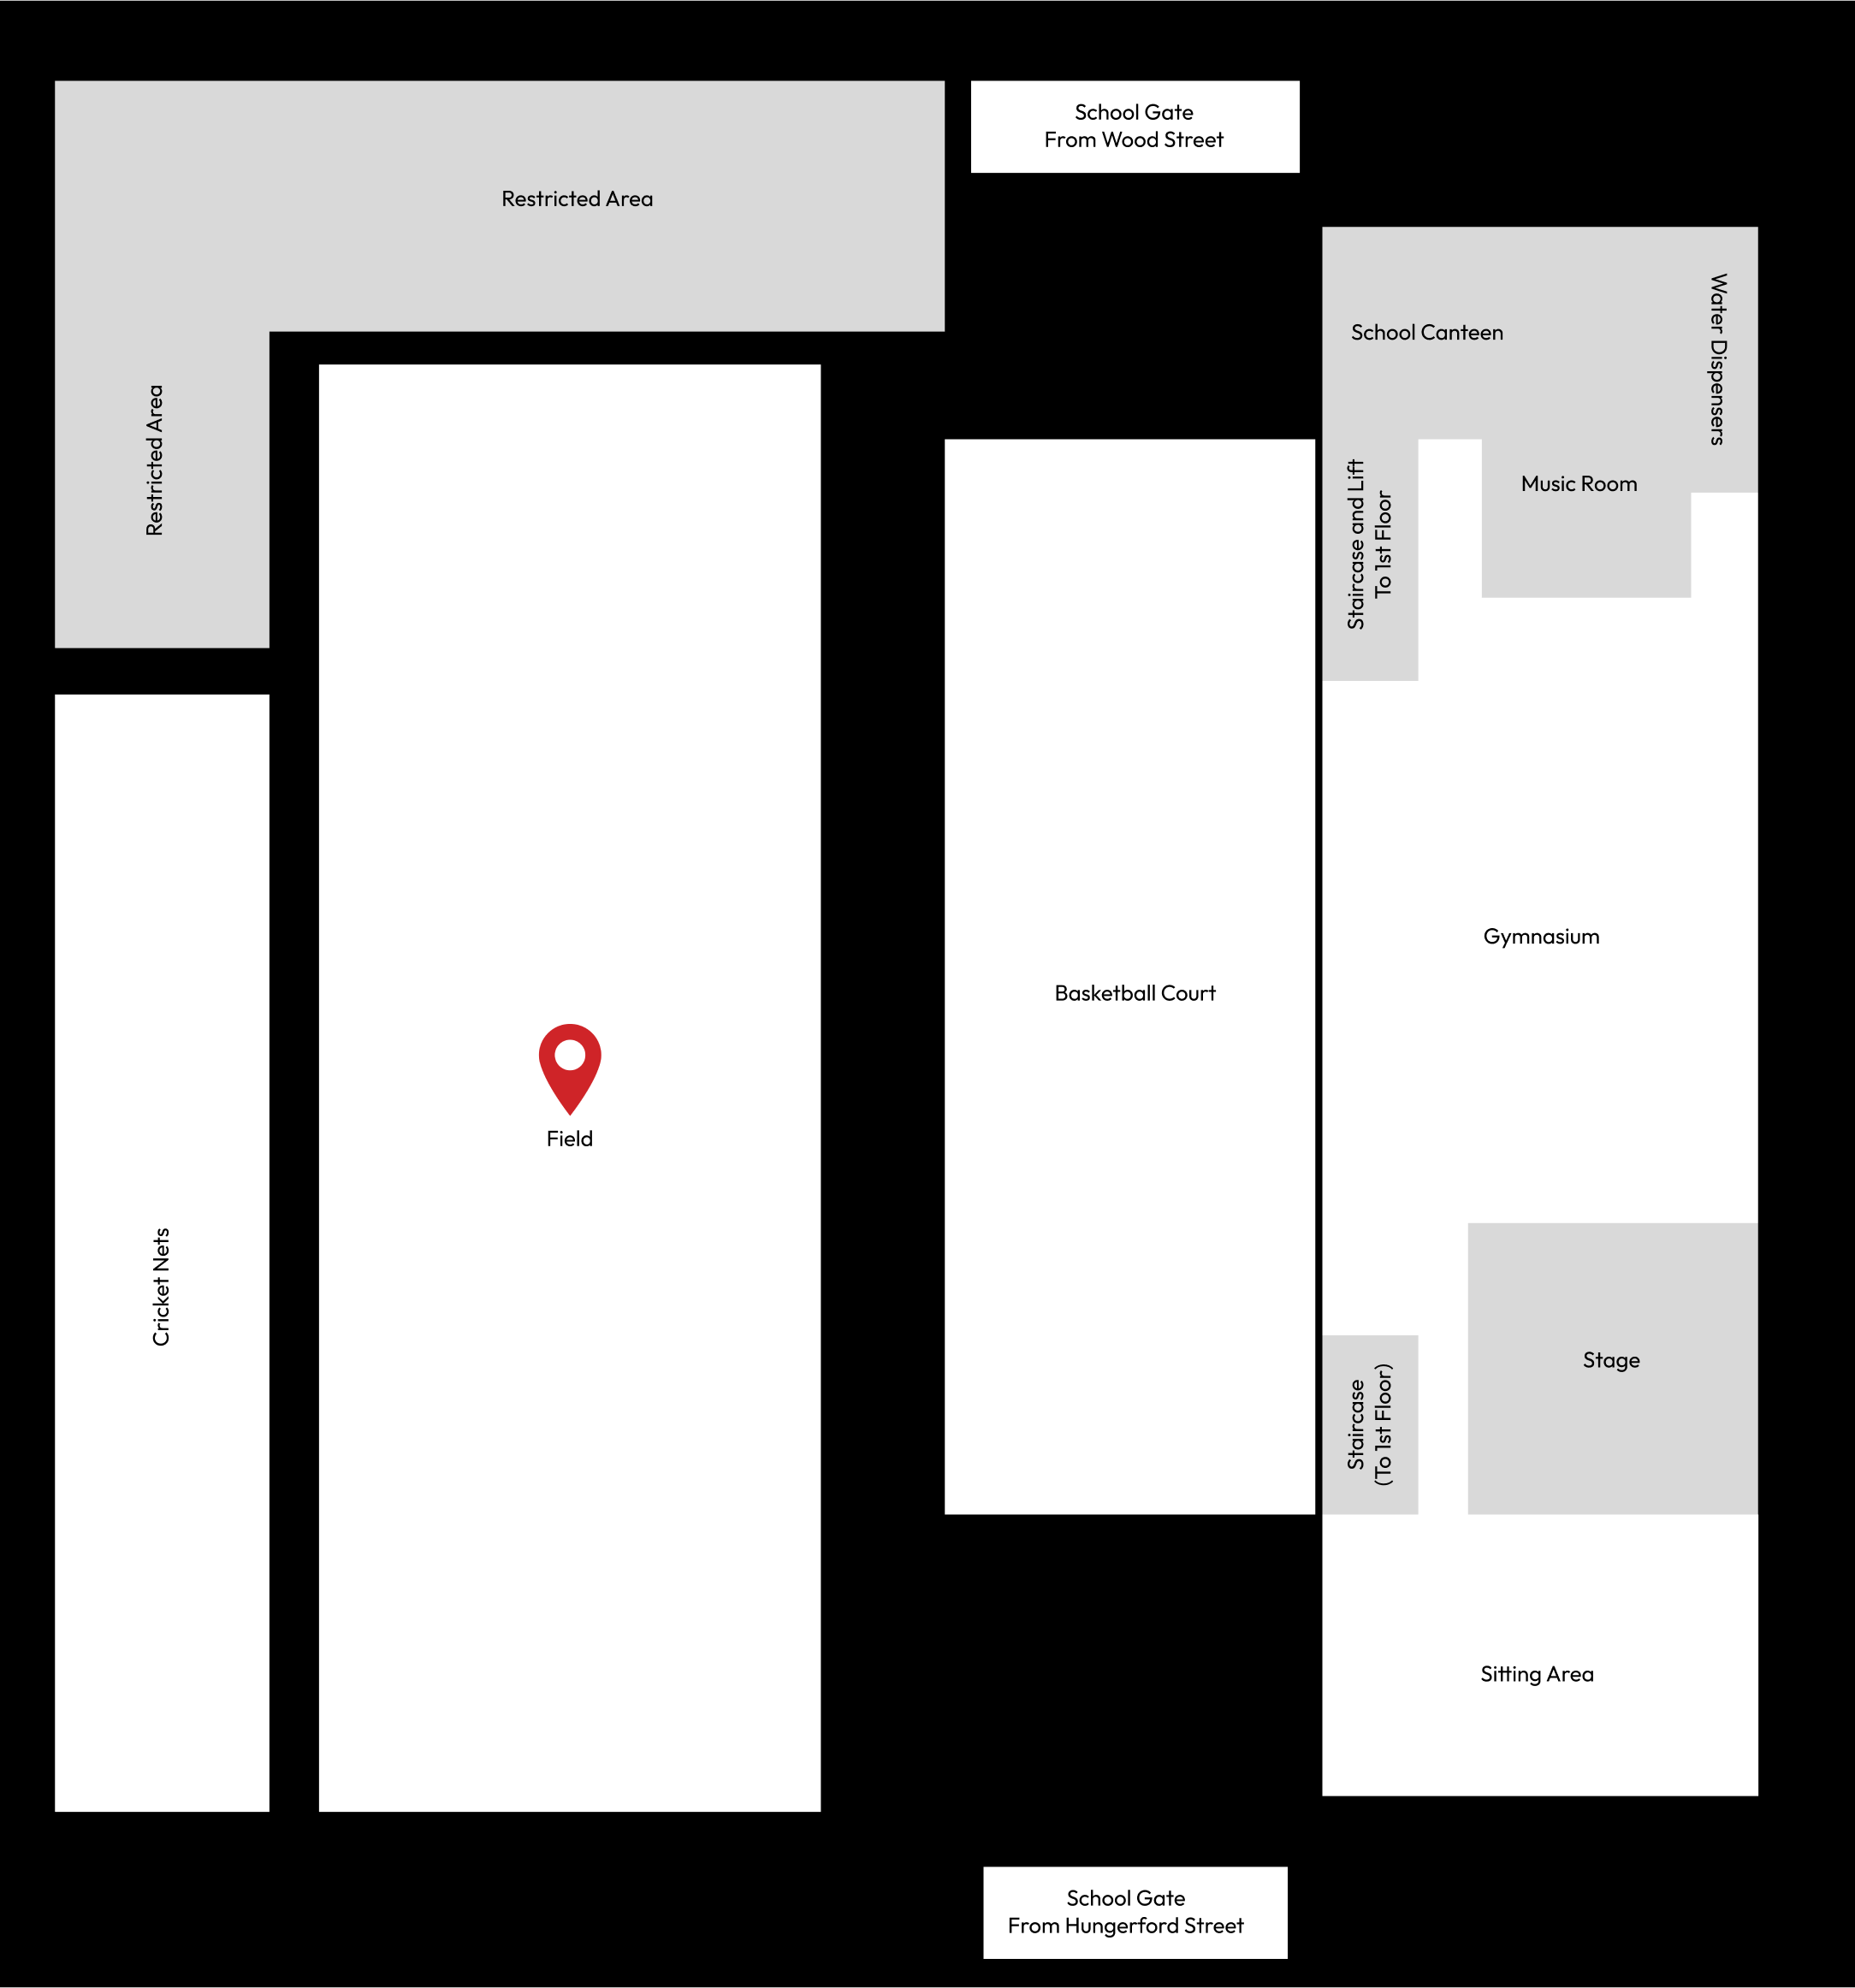 School Gate
From Wood Street
Restricted Area
Water Dispensers
School Canteen
Restricted Area
Music Room
Staircase and Lift
To 1st Floor
Gymnasium
Basketball Court
Field
Cricket Nets
Stage
Staircase
(To 1st Floor)
Sitting Area
School Gate
From Hungerford Street